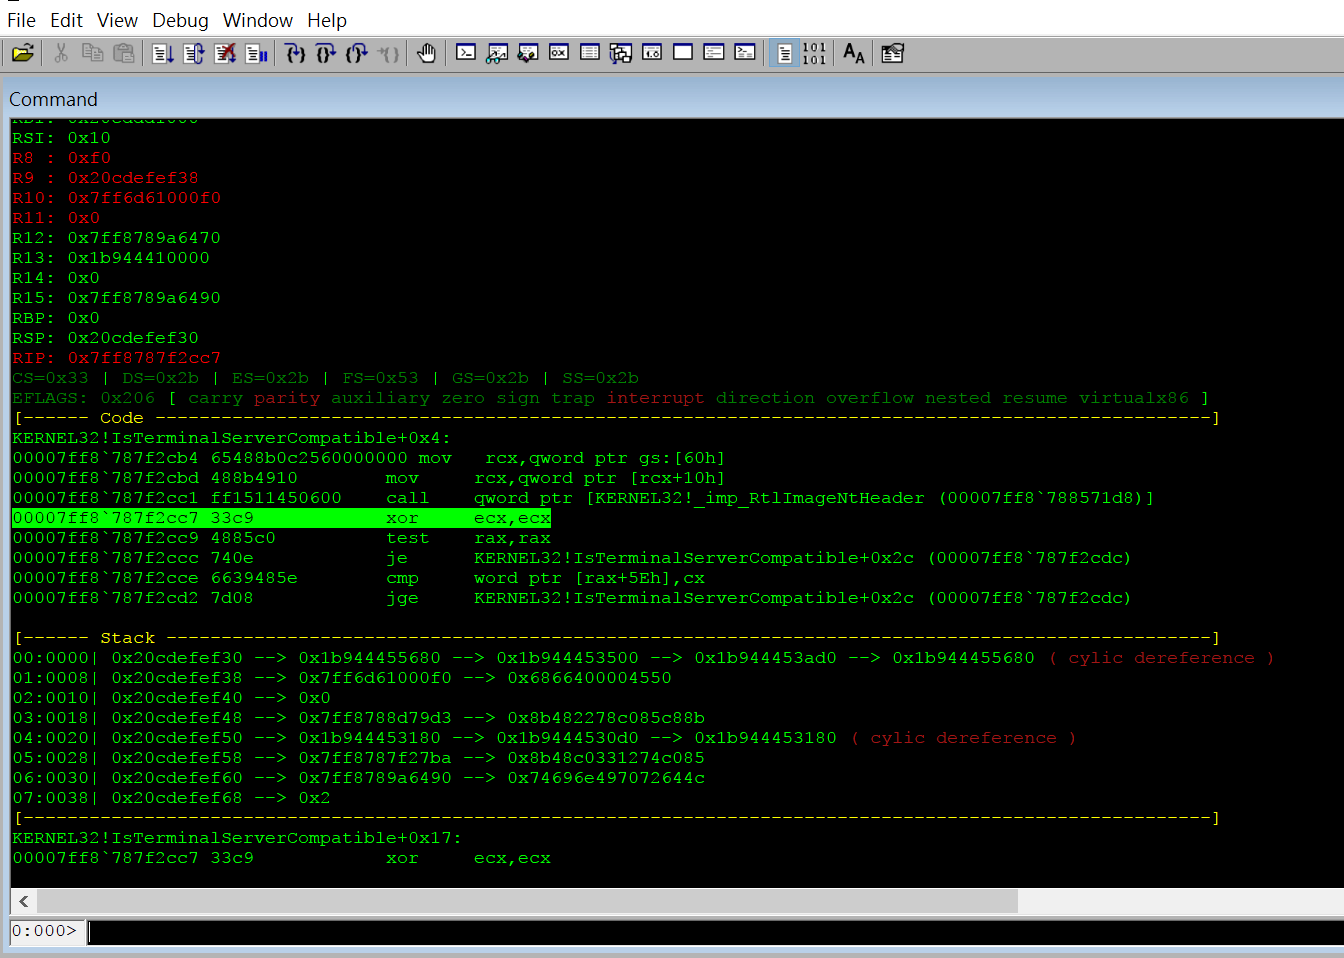 File Edit View Debug Window Help
Command
RSI: 0x10
R8 : 0xf0
R9 : 0x20cdefef38
R10: 0x7ff6d61000f0
R11: 0x0
R12: 0x7ff8789a6470
R13: 0x1b944410000
R14: 0x0
R15: 0x7ff8789a6490
RBP: 0x0
RSP: 0x20cdefef30
RIP: 0x7ff8787f2cc7
CS=0x33 | DS=0x2b | ES=0x2b | FS=0x53 | GS=0x2b | SS=0x2b
EFLAGS: 0x206 [ carry parity auxiliary zero sign trap interrupt direction overflow nested resume virtualx86 ]
[------ Code ------------------------------------------------------------------------------------------------]
KERNEL32!IsTerminalServerCompatible+0x4:
00007ff8`787f2cb4 65488b0c2560000000 mov   rcx,qword ptr gs:[60h]
00007ff8`787f2cbd 488b4910        mov     rcx,qword ptr [rcx+10h]
00007ff8`787f2cc1 ff1511450600    call    qword ptr [KERNEL32!_imp_RtlImageNtHeader (00007ff8`788571d8)]
00007ff8`787f2cc7 33c9            xor     ecx,ecx
00007ff8`787f2cc9 4885c0          test    rax,rax
00007ff8`787f2ccc 740e            je      KERNEL32!IsTerminalServerCompatible+0x2c (00007ff8`787f2cdc)
00007ff8`787f2cce 6639485e        cmp     word ptr [rax+5Eh],cx
00007ff8`787f2cd2 7d08            jge     KERNEL32!IsTerminalServerCompatible+0x2c (00007ff8`787f2cdc)
[------ Stack -----------------------------------------------------------------------------------------------]
00:0000| 0x20cdefef30 --> 0x1b944455680 --> 0x1b944453500 --> 0x1b944453ad0 --> 0x1b944455680 ( cylic dereference )
01:0008| 0x20cdefef38 --> 0x7ff6d61000f0 --> 0x6866400004550
02:0010| 0x20cdefef40 --> 0x0
03:0018| 0x20cdefef48 --> 0x7ff8788d79d3 --> 0x8b482278c085c88b
04:0020| 0x20cdefef50 --> 0x1b944453180 --> 0x1b9444530d0 --> 0x1b944453180 ( cylic dereference )
05:0028| 0x20cdefef58 --> 0x7ff8787f27ba --> 0x8b48c0331274c085
06:0030| 0x20cdefef60 --> 0x7ff8789a6490 --> 0x74696e497072644c
07:0038| 0x20cdefef68 --> 0x2
[------------------------------------------------------------------------------------------------------------]
KERNEL32!IsTerminalServerCompatible+0x17:
00007ff8`787f2cc7 33c9            xor     ecx,ecx
0:000>